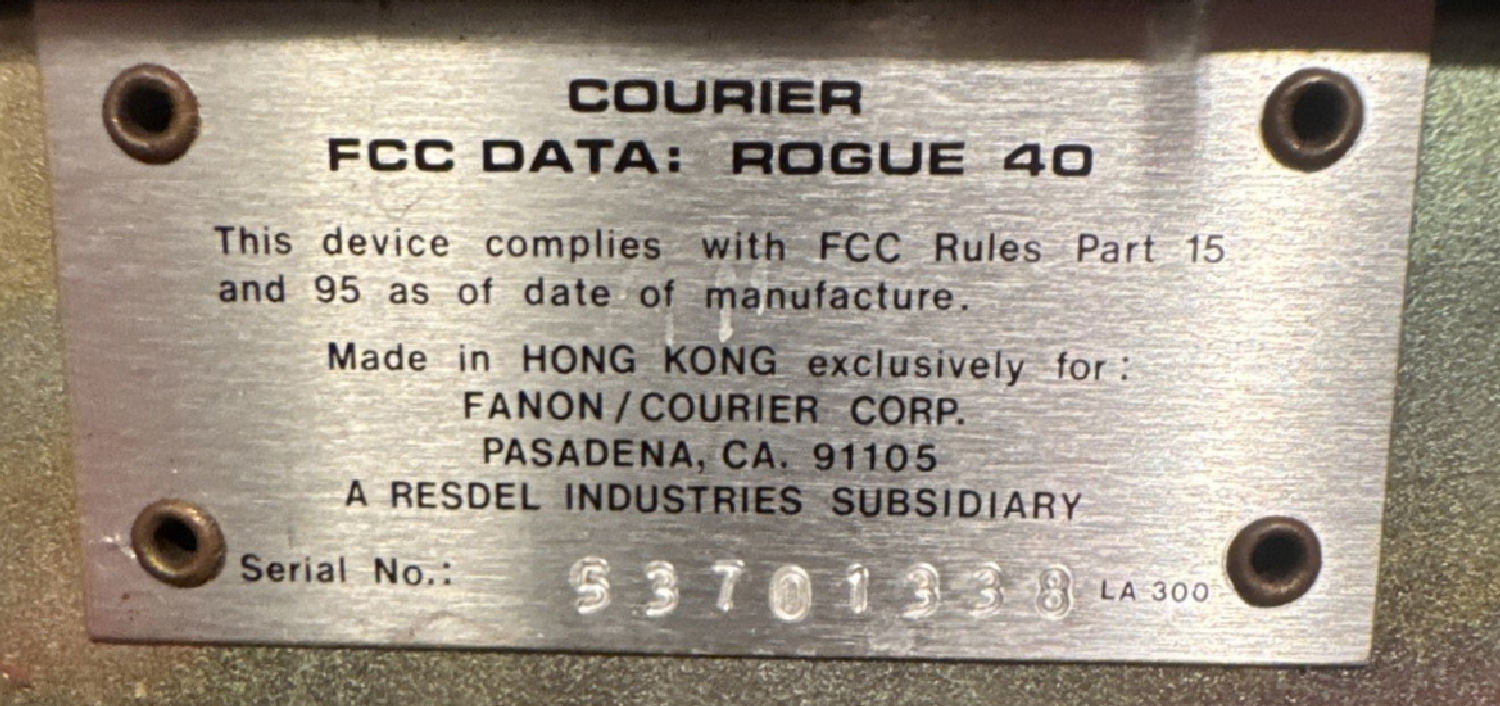 COURIER
FCC DATA: ROGUE 40
This device complies with FCC Rules Part 15
and 95 as of date of manufacture.
Made in HONG KONG exclusively for:
FANON/COURIER CORP.
PASADENA, CA. 91105
A RESDEL INDUSTRIES SUBSIDIARY
Serial No.: 53701338 LA 300